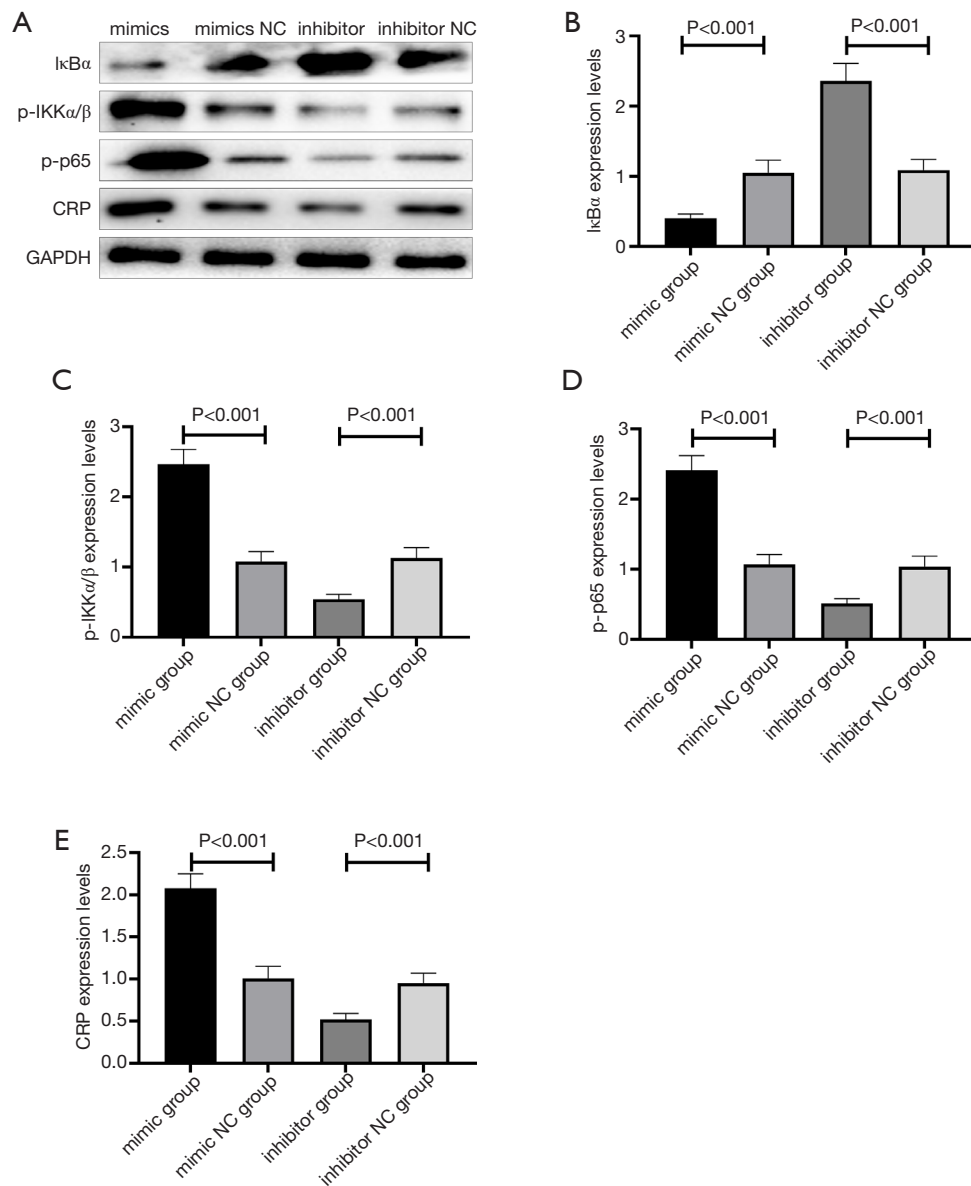 A
mimics mimics NC inhibitor inhibitor NC
IκBα
p-IKKα/β
p-p65
CRP
GAPDH
B
P<0.001
P<0.001
IκBα expression levels
3
2
1
0
mimic group
mimic NC group
inhibitor group
inhibitor NC group
C
P<0.001 P<0.001
p-IKKα/β expression levels
3
2
1
0
mimic group
mimic NC group
inhibitor group
inhibitor NC group
D
P<0.001 P<0.001
p-p65 expression levels
3
2
1
0
mimic group
mimic NC group
inhibitor group
inhibitor NC group
E
P<0.001 P<0.001
CRP expression levels
2.5
2.0
1.5
1.0
0.5
0.0
mimic group
mimic NC group
inhibitor group
inhibitor NC group